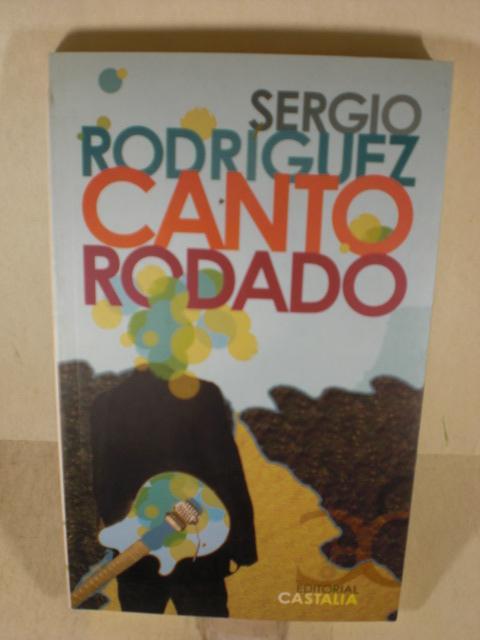 SERGIO
RODRÍGUEZ
CANTO
RODADO
EDITORIAL
CASTALIA